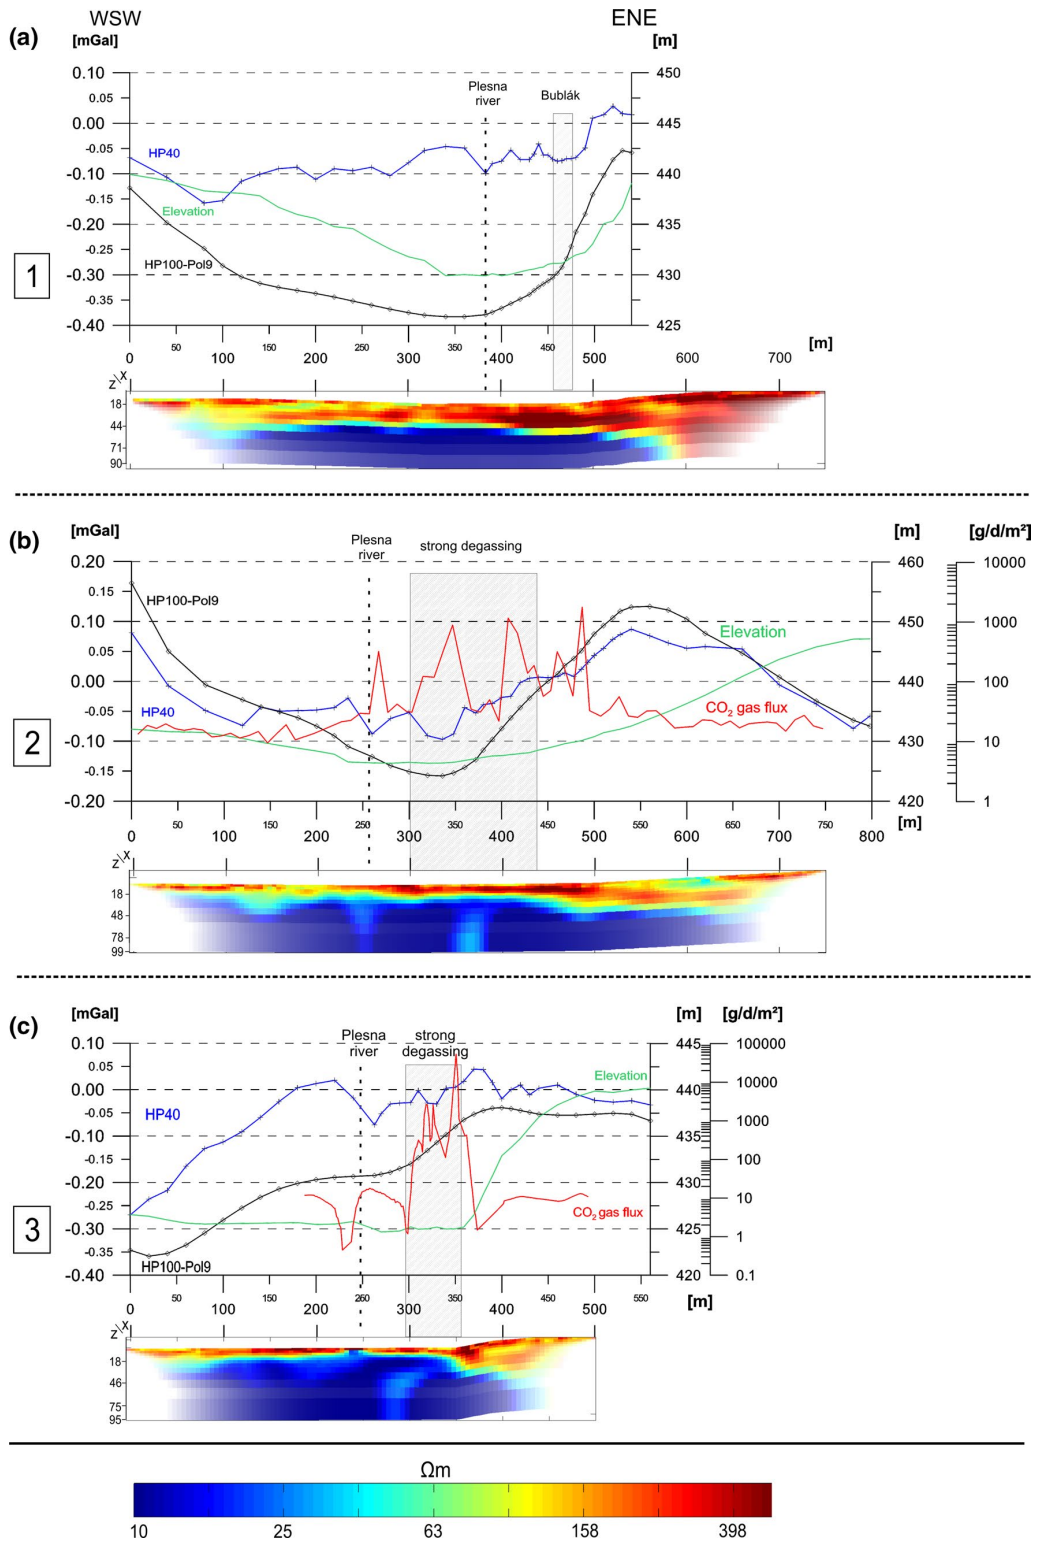 WSW ENE
(a) [mGal] [m]
0.10 450
Plesna
river
Bublák
0.05
0.00 445
HP40
-0.05
-0.10 440
-0.15
Elevation
-0.20 435
-0.25
HP100-Pol9
1
-0.30 430
-0.35
-0.40 425
50 150 350 450
0 100 200 300 400 500 600 700 [m]
z\x
18
44
71
90
(b) [mGal] [m] [g/d/m²]
Plesna
river
strong degassing
0.20 460 10000
0.15
HP100-Pol9
0.10 450 1000
Elevation
0.05
0.00 440 100
HP40
CO2 gas flux
-0.05
2
-0.10 430 10
-0.15
-0.20 420 1
0 50 100 150 200 250 300 350 400 450 500 550 600 650 700 750 800
[m]
z\x
18
48
78
99
(c) [mGal] [m] [g/d/m²]
Plesna
river
strong
degassing
0.10 445 100000
0.05
Elevation
0.00 440 10000
HP40
-0.05 1000
-0.10 435
-0.15 100
-0.20 430
10
-0.25
CO2 gas flux
3
-0.30 425 1
-0.35
HP100-Pol9
-0.40 420 0.1
50 150 250 350 450 550
0 100 200 300 400 500 [m]
z\x
18
46
75
95
Ωm
10 25 63 158 398